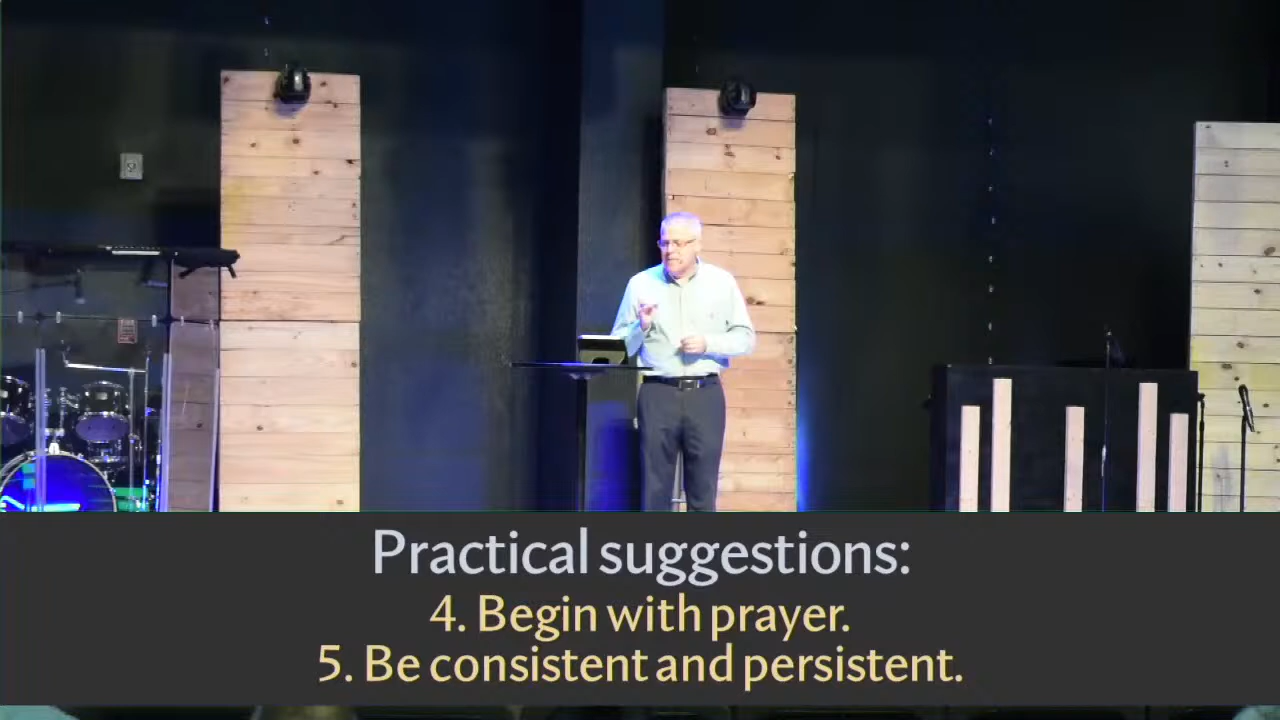 Practical suggestions:
4. Begin with prayer.
5. Be consistent and persistent.